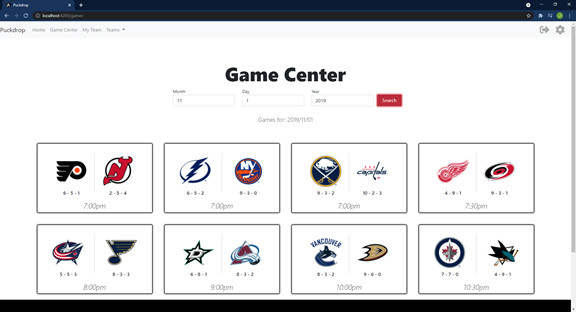 Puckdrop
localhost:4200/games
Puckdrop Home Game Center My Team Teams
Game Center
Month Day Year
11 1 2019 Search
Games for: 2019/11/01
6 - 5 - 1 2 - 5 - 4 6 - 5 - 2 9 - 3 - 0 9 - 3 - 2 10 - 2 - 3 4 - 9 - 1 9 - 3 - 1
7:00pm 7:00pm 7:00pm 7:30pm
5 - 5 - 3 8 - 3 - 3 6 - 8 - 1 8 - 3 - 2 VANCOUVER 8 - 3 - 2 9 - 6 - 0 7 - 7 - 0 4 - 9 - 1
8:00pm 9:00pm 10:00pm 10:30pm